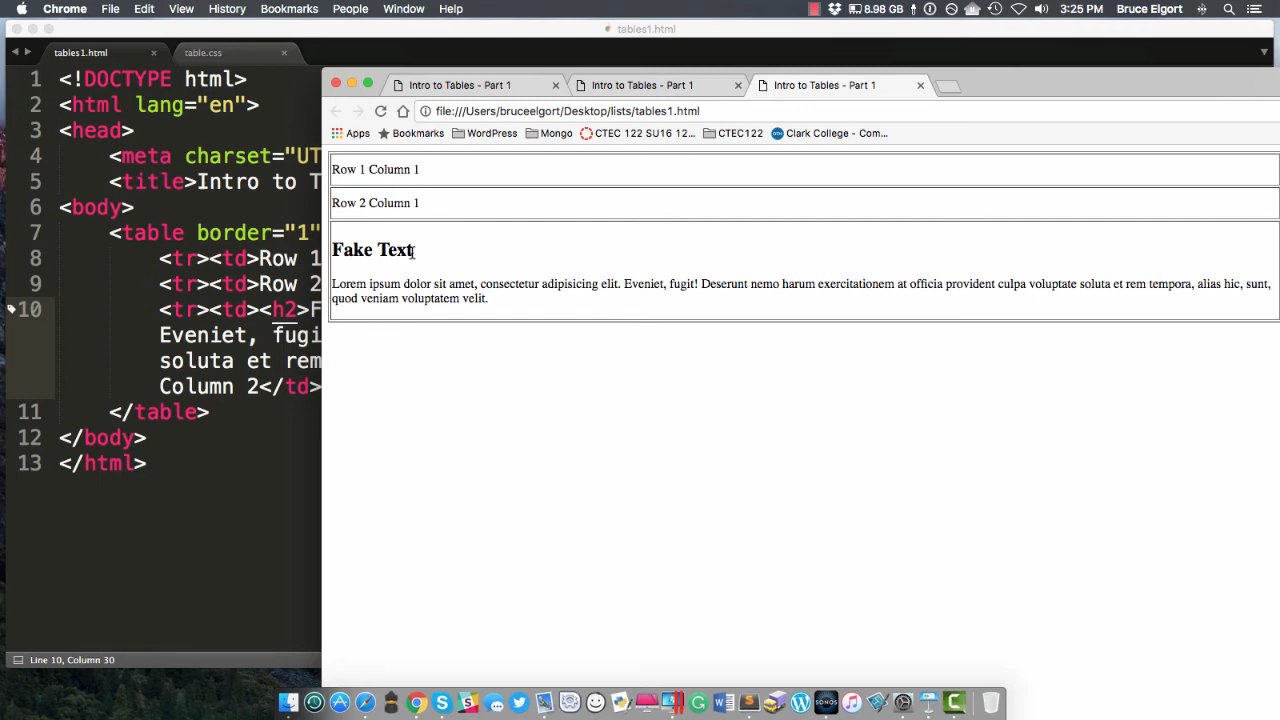 Chrome File Edit View History Bookmarks People Window Help 8.98 GB 3:25 PM Bruce Elgort
tables1.html
tables1.html × table.css ×
Intro to Tables - Part 1 × Intro to Tables - Part 1 × Intro to Tables - Part 1 ×
file:///Users/bruceelgort/Desktop/lists/tables1.html
Apps Bookmarks WordPress Mongo CTEC 122 SU16 12... CTEC122 Clark College - Com...
1 <!DOCTYPE html>
2 <html lang="en">
3 <head>
4 <meta charset="UT
5 <title>Intro to T
6 <body>
7 <table border="1"
8 <tr><td>Row 1
9 <tr><td>Row 2
10 <tr><td><h2>F
Eveniet, fugi
soluta et rem
Column 2</td>
11 </table>
12 </body>
13 </html>
Row 1 Column 1
Row 2 Column 1
Fake Text
Lorem ipsum dolor sit amet, consectetur adipisicing elit. Eveniet, fugit! Deserunt nemo harum exercitationem at officia provident culpa voluptate soluta et rem tempora, alias hic, sunt,
quod veniam voluptatem velit.
Line 10, Column 30
SONOS